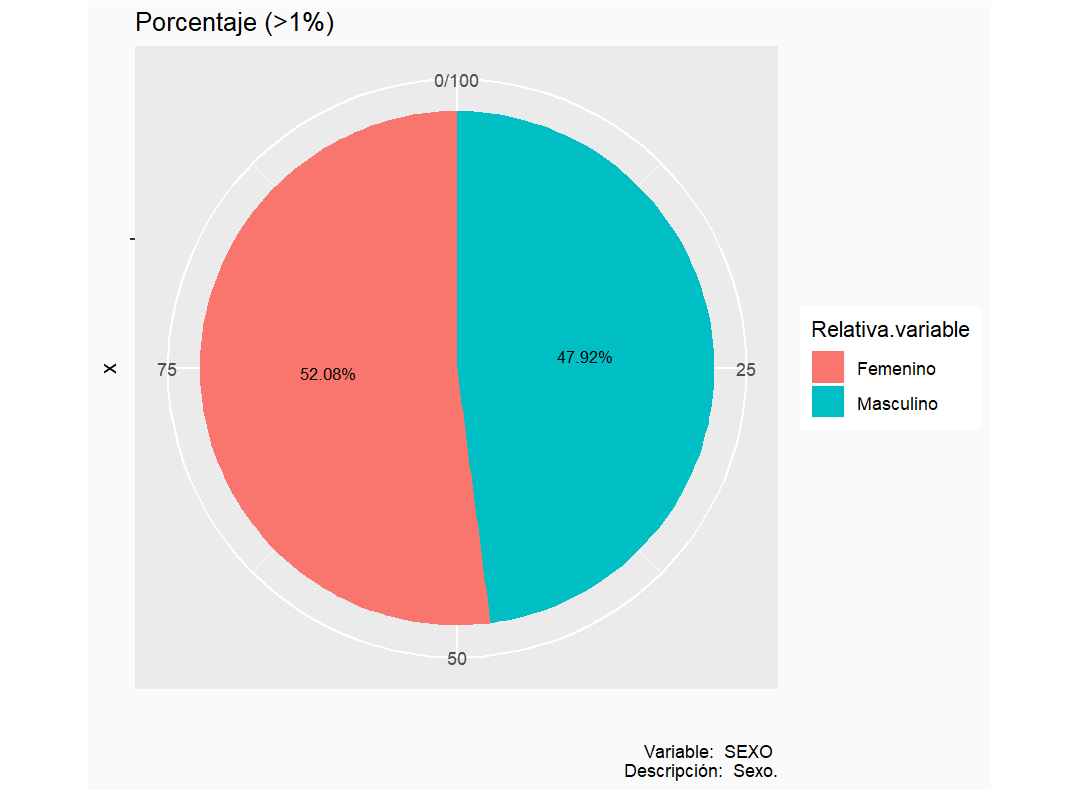 Porcentaje (>1%)
0/100
75
x
52.08%
47.92%
25
50
Relativa.variable
Femenino
Masculino
Variable:  SEXO
Descripción:  Sexo.